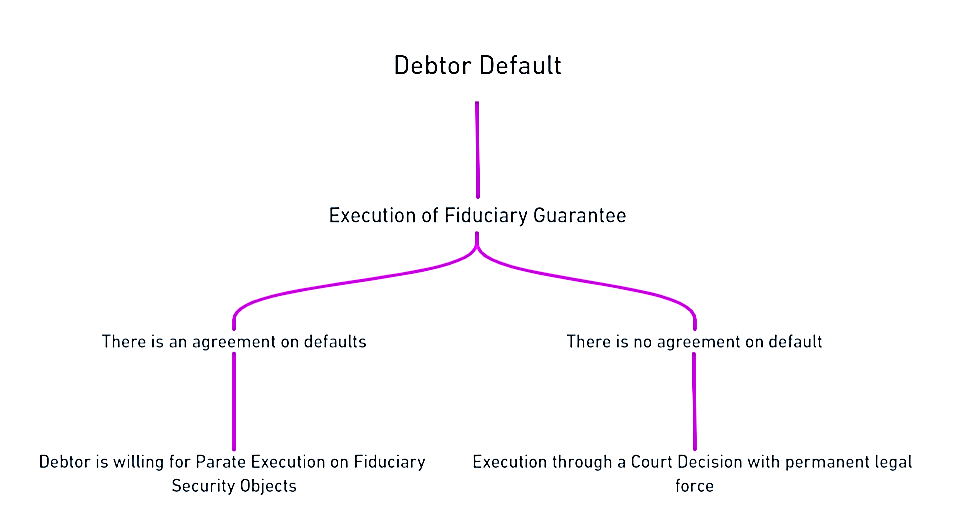 Debtor Default
Execution of Fiduciary Guarantee
There is an agreement on defaults
There is no agreement on default
Debtor is willing for Parate Execution on Fiduciary
Security Objects
Execution through a Court Decision with permanent legal
force